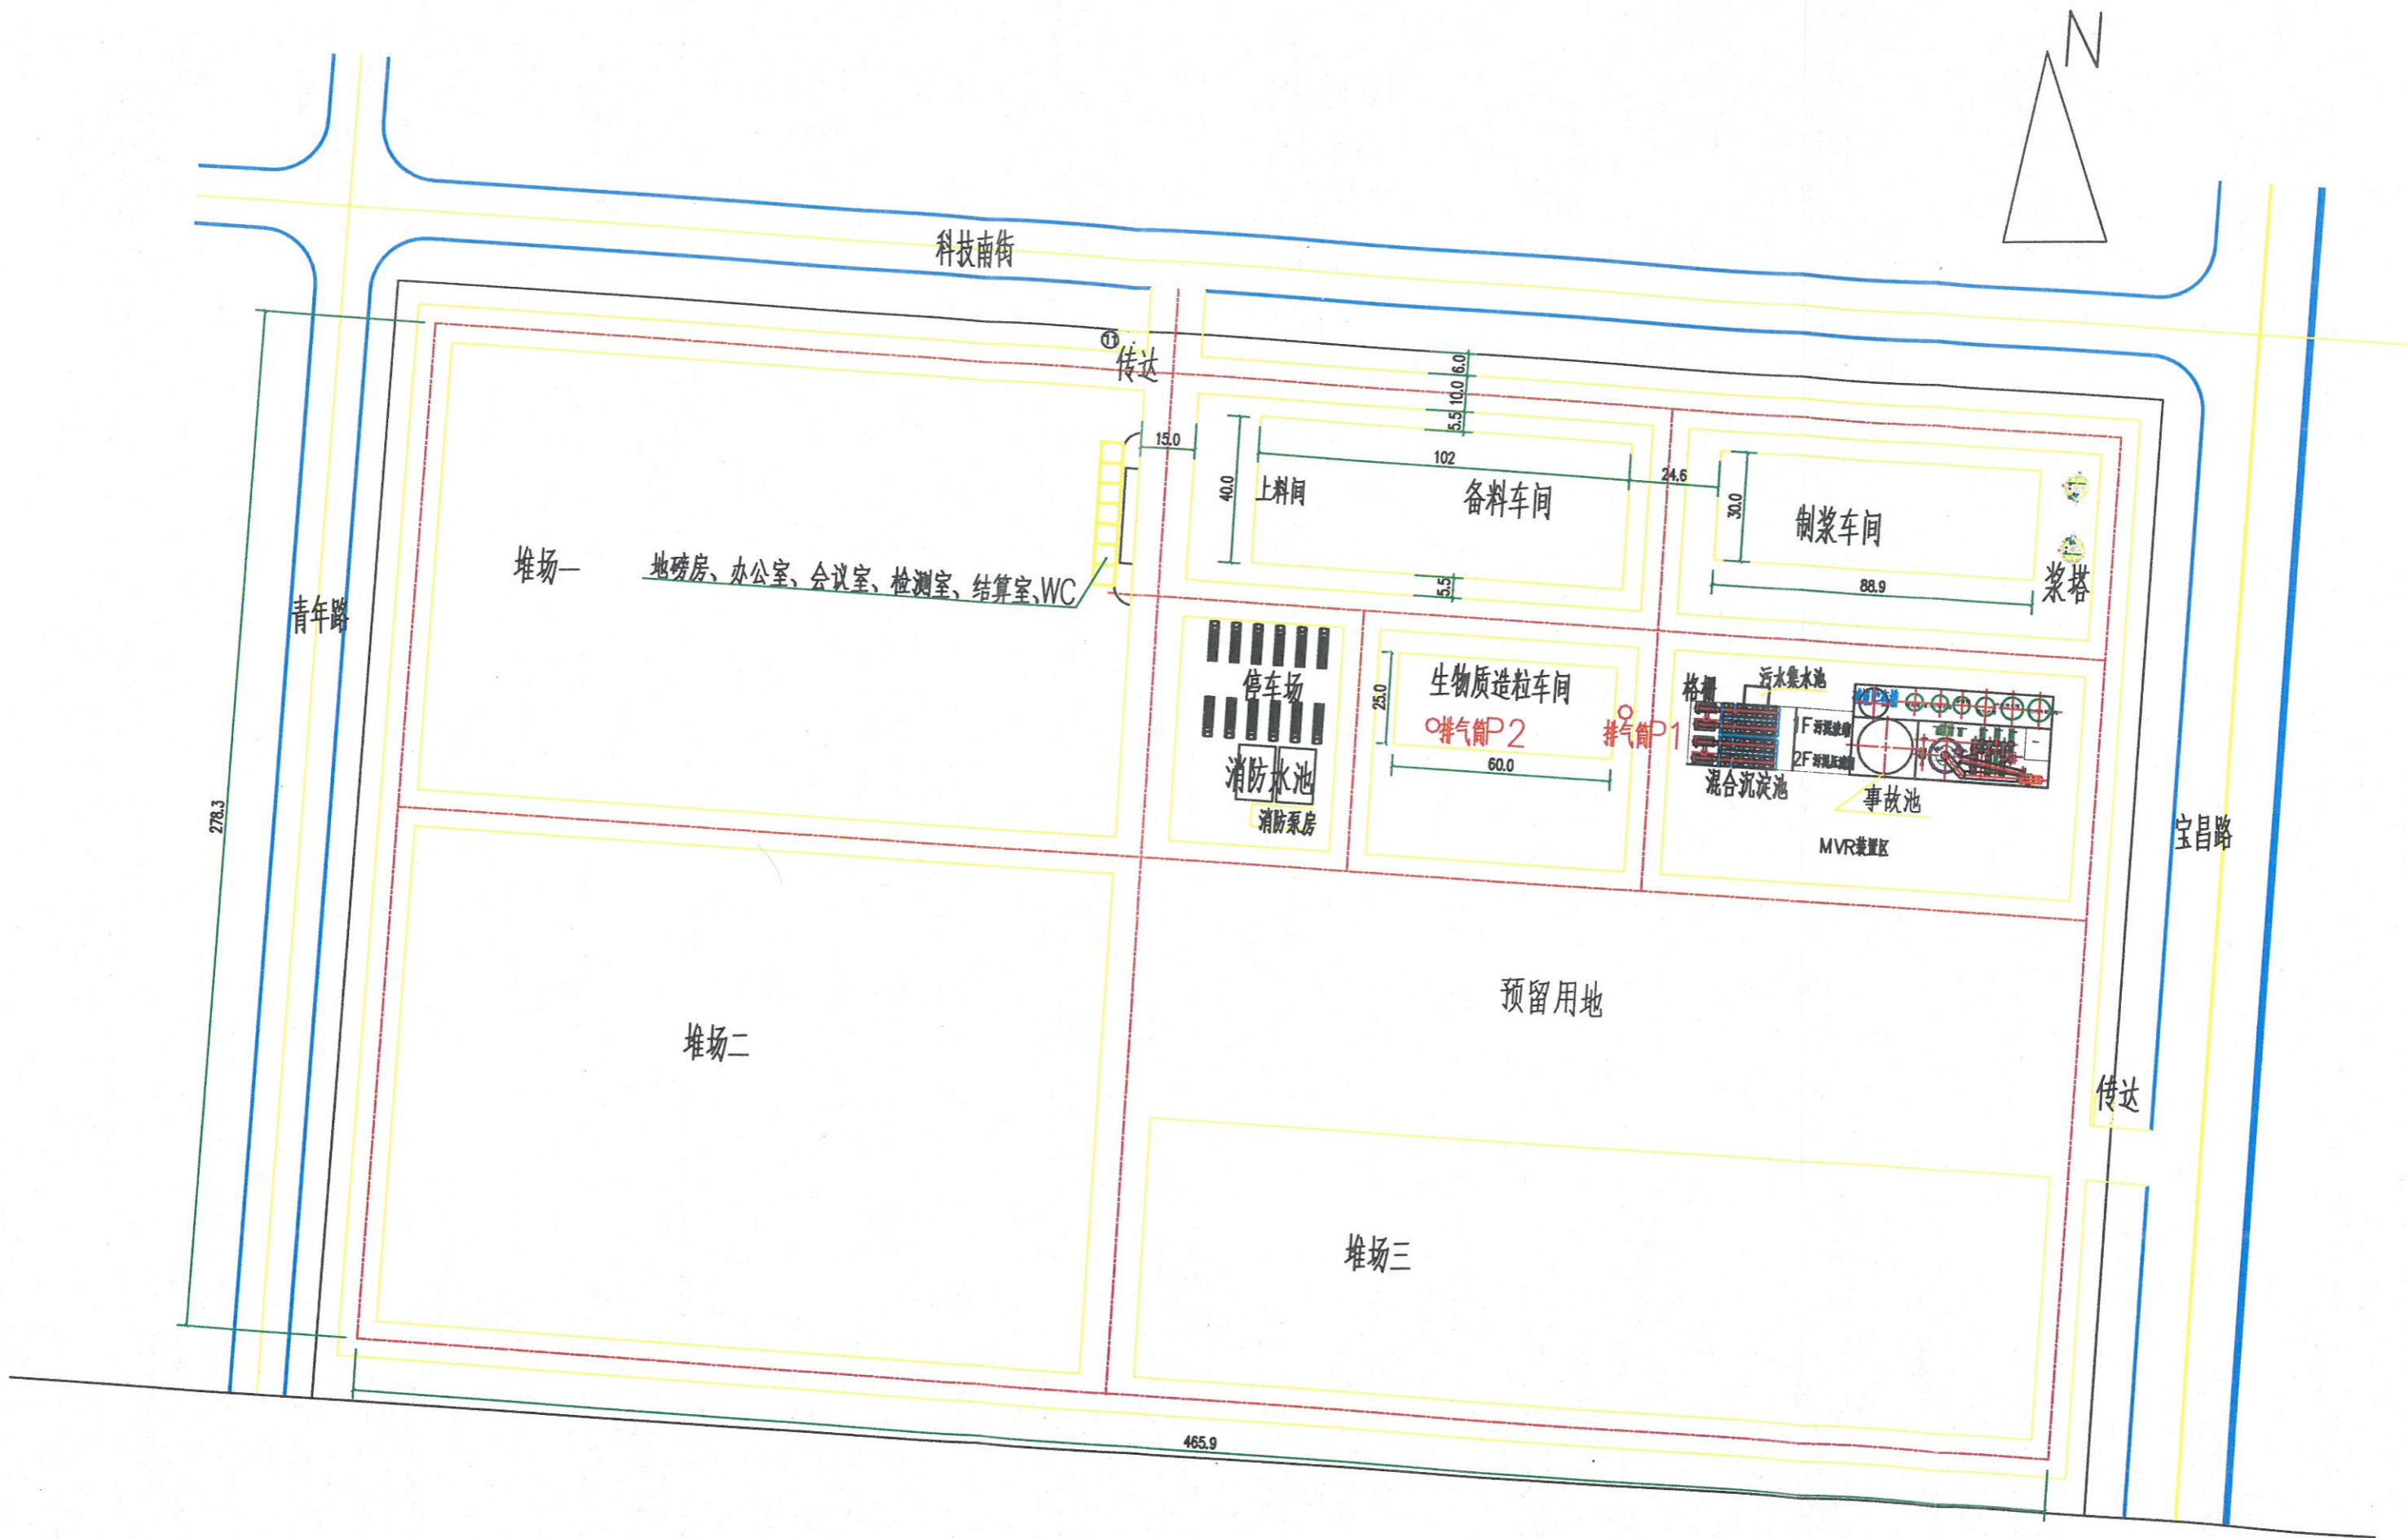 N
科技南街
⑪
传达
6.0
10.0
5.5
15.0
102
24.6
40.0
上料间
备料车间
30.0
制浆车间
88.9
浆塔
5.5
堆场一
地磅房、办公室、会议室、检测室、结算室、WC
青年路
停车场
25.0
生物质造粒车间
排气筒P2
排气筒P1
60.0
格栅
污水集水池
1F
2F
混合沉淀池
事故池
MVR装置区
消防水池
消防泵房
278.3
宝昌路
预留用地
堆场二
传达
堆场三
465.9